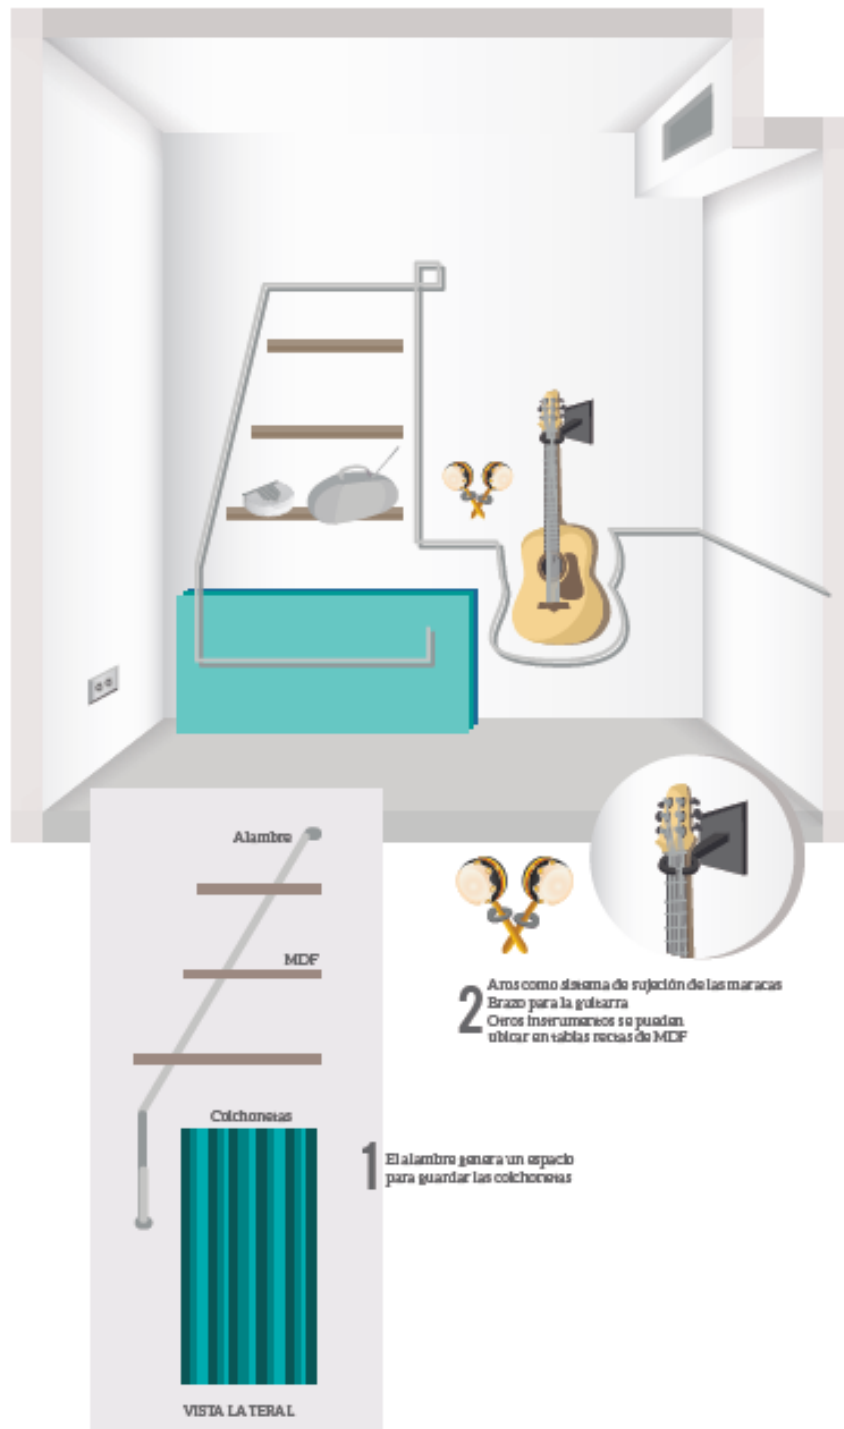 Alambre
MDF
2
Aros como sistema de sujeción de las maracas
Brazo para la guitarra
Otros instrumentos se pueden
ubicar en tablas rectas de MDF
Colchonetas
1
El alambre genera un espacio
para guardar las colchonetas
VISTA LATERAL